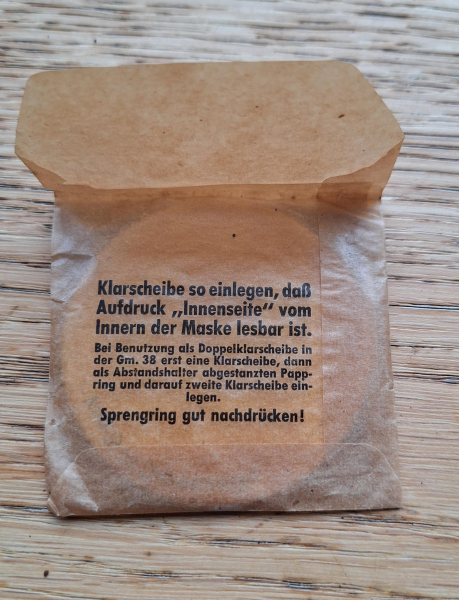 Klarscheibe so einlegen, daß
Aufdruck „Innenseite" vom
Innern der Maske lesbar ist.
Bei Benutzung als Doppelklarscheibe in
der Gm. 38 erst eine Klarscheibe, dann
als Abstandshalter abgestanzten Papp-
ring und darauf zweite Klarscheibe ein-
legen.
Sprengring gut nachdrücken!